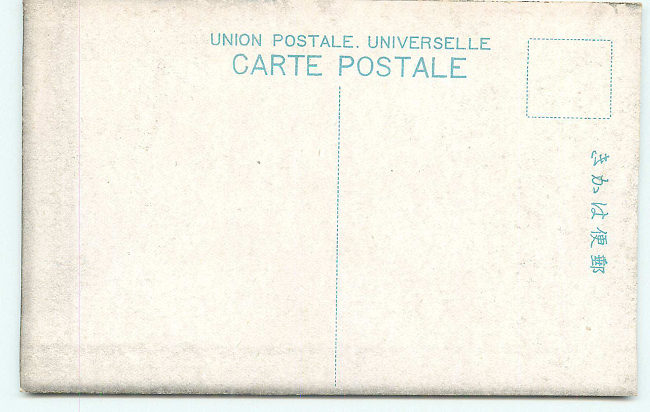 UNION POSTALE. UNIVERSELLE
CARTE POSTALE
郵便はかき